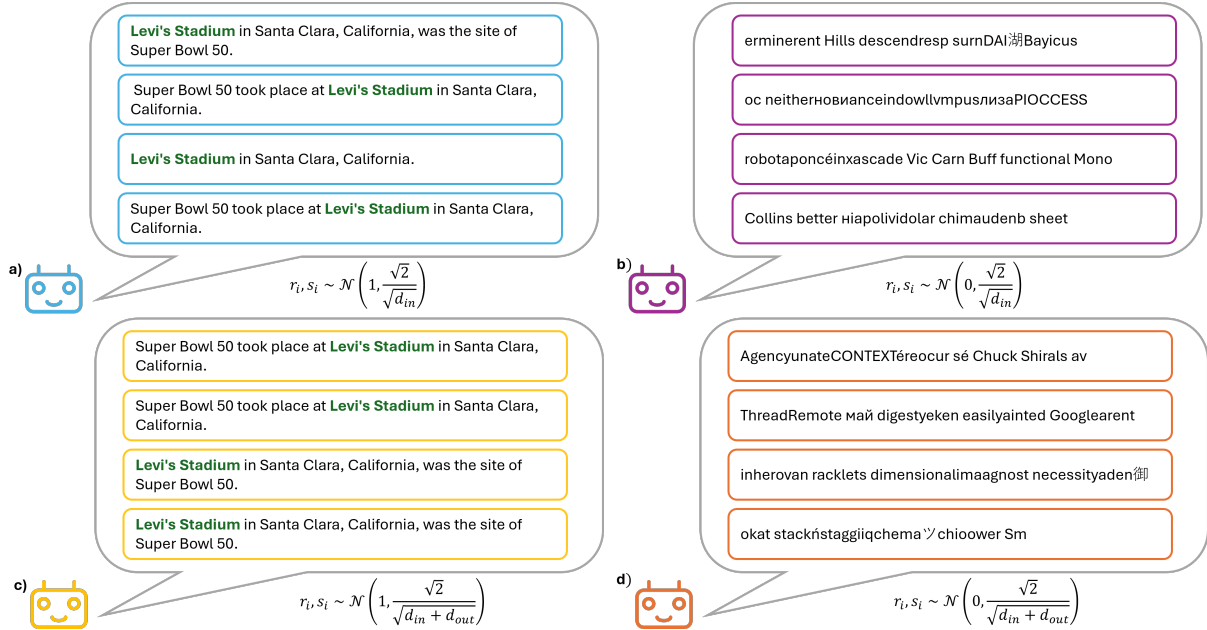 Levi's Stadium in Santa Clara, California, was the site of
Super Bowl 50.
Super Bowl 50 took place at Levi's Stadium in Santa Clara,
California.
Levi's Stadium in Santa Clara, California.
Super Bowl 50 took place at Levi's Stadium in Santa Clara,
California.
a)
r_i, s_i ~ 𝒩(1, √2/√d_in)
erminerent Hills descendresp surnDAI湖Bayicus
ос neitherновиanceindowllvmpusлизаPIOCCESS
robotaponcéinxascade Vic Carn Buff functional Mono
Collins better нiapolividolar chimaudenb sheet
b)
r_i, s_i ~ 𝒩(0, √2/√d_in)
Super Bowl 50 took place at Levi's Stadium in Santa Clara,
California.
Super Bowl 50 took place at Levi's Stadium in Santa Clara,
California.
Levi's Stadium in Santa Clara, California, was the site of
Super Bowl 50.
Levi's Stadium in Santa Clara, California, was the site of
Super Bowl 50.
c)
r_i, s_i ~ 𝒩(1, √2/√(d_in + d_out))
AgencyunateCONTEXTéreocur sé Chuck Shirals av
ThreadRemote май digestyeken easilyainted Googlearent
inherovan racklets dimensionalimaagnost necessityaden御
okat stackństaggiiqchemaツchioower Sm
d)
r_i, s_i ~ 𝒩(0, √2/√(d_in + d_out))